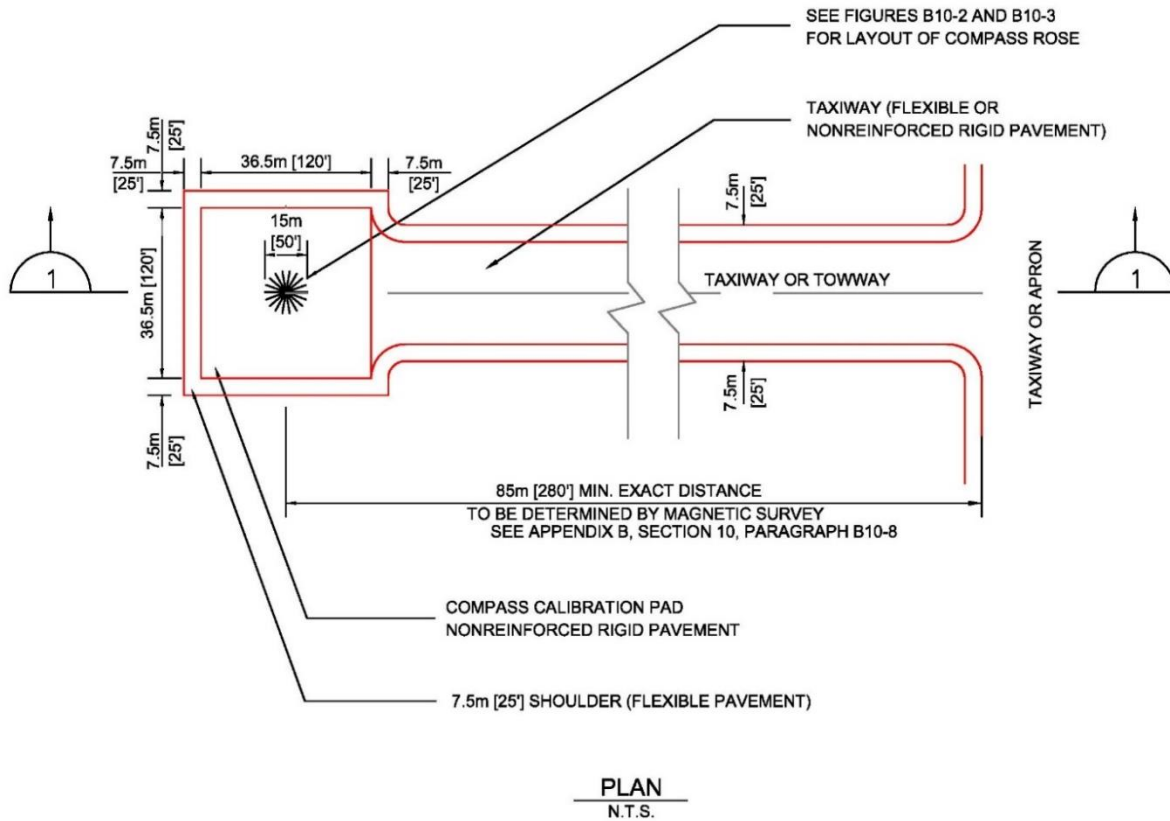 SEE FIGURES B10-2 AND B10-3
FOR LAYOUT OF COMPASS ROSE
TAXIWAY (FLEXIBLE OR
NONREINFORCED RIGID PAVEMENT)
7.5m
[25']
7.5m
[25']
36.5m [120']
7.5m
[25']
15m
[50']
7.5m
[25']
36.5m [120']
1
TAXIWAY OR TOWWAY
1
TAXIWAY OR APRON
7.5m
[25']
7.5m
[25']
85m [280'] MIN. EXACT DISTANCE
TO BE DETERMINED BY MAGNETIC SURVEY
SEE APPENDIX B, SECTION 10, PARAGRAPH B10-8
COMPASS CALIBRATION PAD
NONREINFORCED RIGID PAVEMENT
7.5m [25'] SHOULDER (FLEXIBLE PAVEMENT)
PLAN
N.T.S.